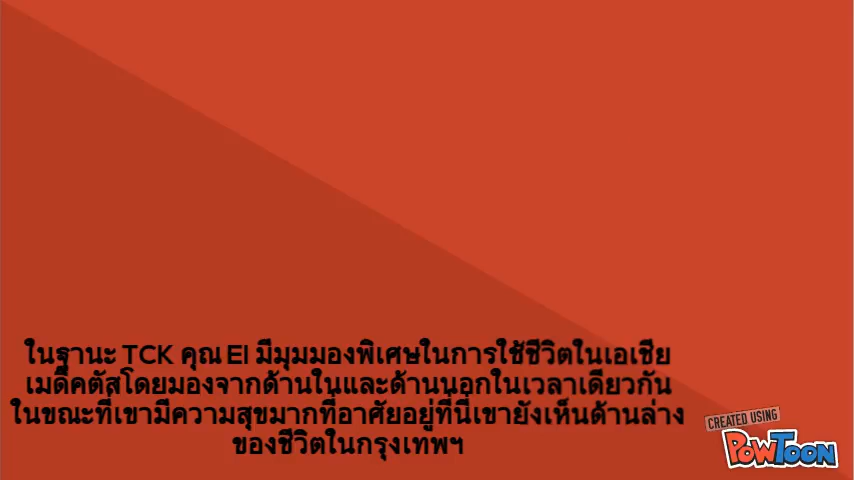 ในฐานะ TCK คุณ El มีมุมมองพิเศษในการใช้ชีวิตในเอเชีย
เมดิคตัสโดยมองจากด้านในและด้านนอกในเวลาเดียวกัน
ในขณะที่เขามีความสุขมากที่อาศัยอยู่ที่นี่เขายังเห็นด้านล่าง
ของชีวิตในกรุงเทพฯ
CREATED USING
POWTOON